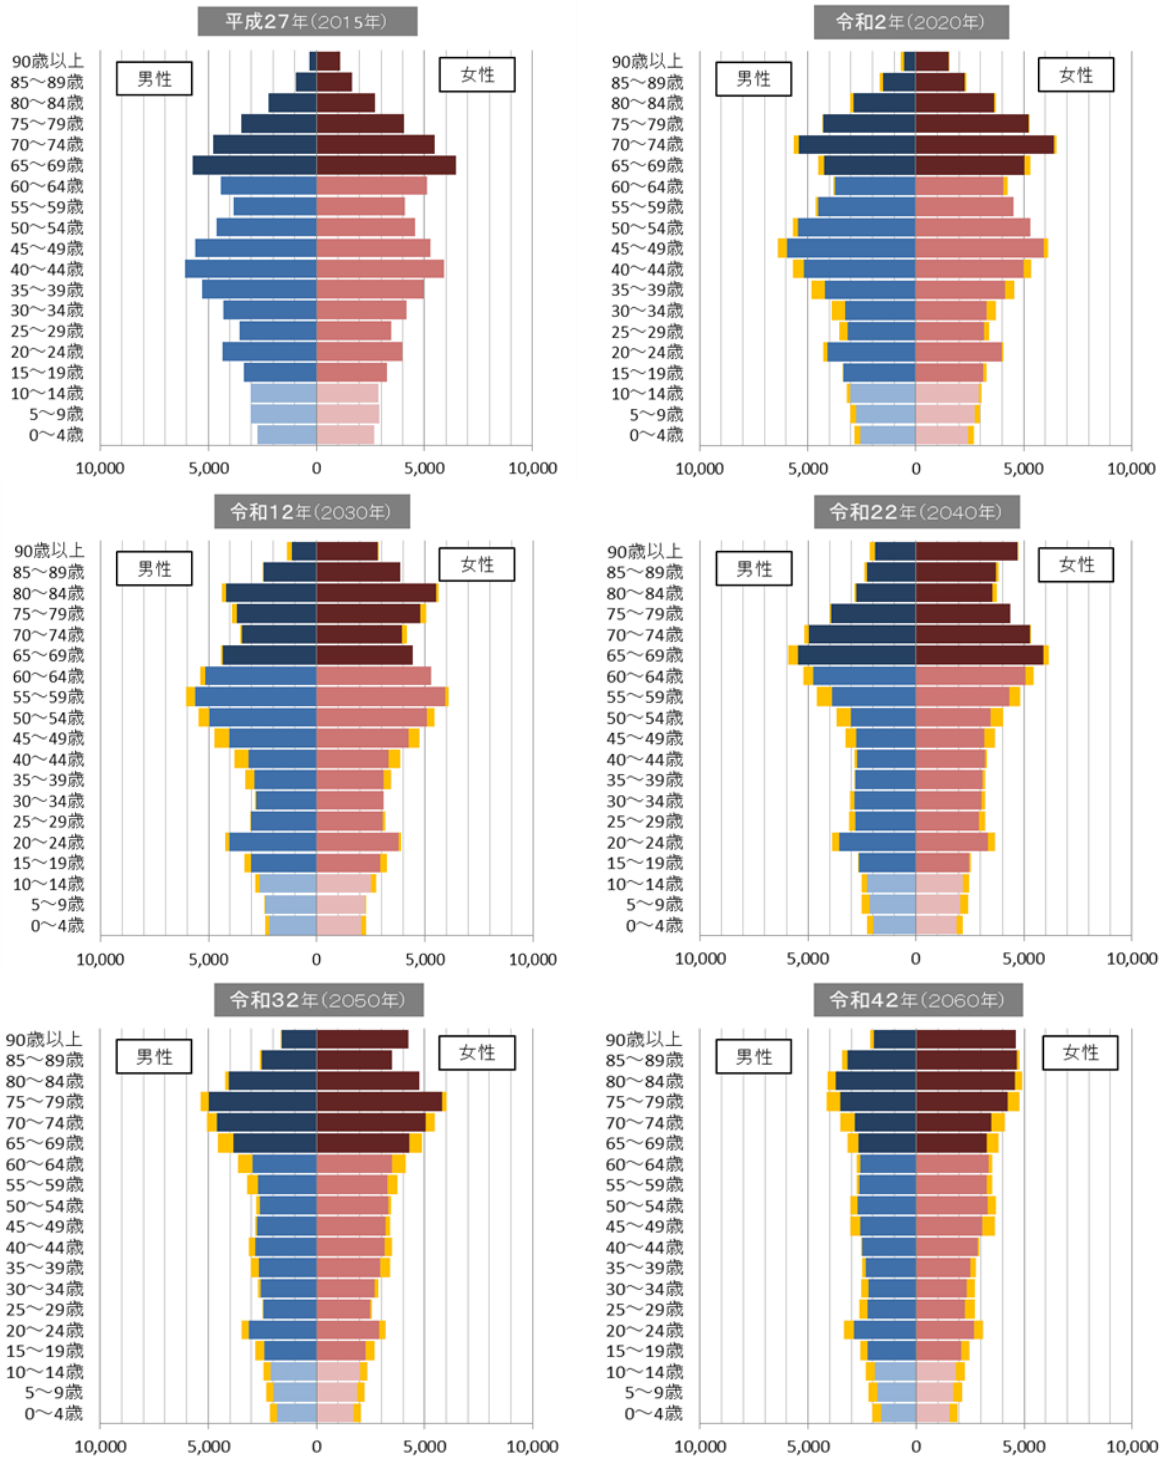 平成27年(2015年)
90歳以上
85～89歳
80～84歳
75～79歳
70～74歳
65～69歳
60～64歳
55～59歳
50～54歳
45～49歳
40～44歳
35～39歳
30～34歳
25～29歳
20～24歳
15～19歳
10～14歳
5～9歳
0～4歳
男性
女性
10,000 5,000 0 5,000 10,000
令和2年(2020年)
90歳以上
85～89歳
80～84歳
75～79歳
70～74歳
65～69歳
60～64歳
55～59歳
50～54歳
45～49歳
40～44歳
35～39歳
30～34歳
25～29歳
20～24歳
15～19歳
10～14歳
5～9歳
0～4歳
男性
女性
10,000 5,000 0 5,000 10,000
令和12年(2030年)
90歳以上
85～89歳
80～84歳
75～79歳
70～74歳
65～69歳
60～64歳
55～59歳
50～54歳
45～49歳
40～44歳
35～39歳
30～34歳
25～29歳
20～24歳
15～19歳
10～14歳
5～9歳
0～4歳
男性
女性
10,000 5,000 0 5,000 10,000
令和22年(2040年)
90歳以上
85～89歳
80～84歳
75～79歳
70～74歳
65～69歳
60～64歳
55～59歳
50～54歳
45～49歳
40～44歳
35～39歳
30～34歳
25～29歳
20～24歳
15～19歳
10～14歳
5～9歳
0～4歳
男性
女性
10,000 5,000 0 5,000 10,000
令和32年(2050年)
90歳以上
85～89歳
80～84歳
75～79歳
70～74歳
65～69歳
60～64歳
55～59歳
50～54歳
45～49歳
40～44歳
35～39歳
30～34歳
25～29歳
20～24歳
15～19歳
10～14歳
5～9歳
0～4歳
男性
女性
10,000 5,000 0 5,000 10,000
令和42年(2060年)
90歳以上
85～89歳
80～84歳
75～79歳
70～74歳
65～69歳
60～64歳
55～59歳
50～54歳
45～49歳
40～44歳
35～39歳
30～34歳
25～29歳
20～24歳
15～19歳
10～14歳
5～9歳
0～4歳
男性
女性
10,000 5,000 0 5,000 10,000